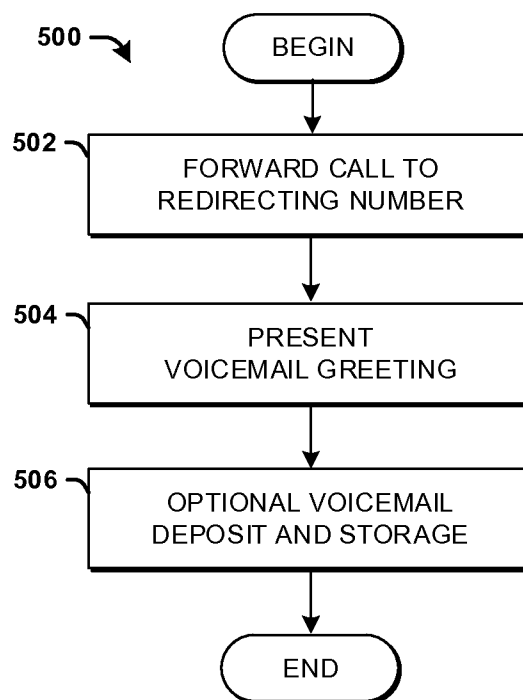 500
BEGIN
502
FORWARD CALL TO
REDIRECTING NUMBER
504
PRESENT
VOICEMAIL GREETING
506
OPTIONAL VOICEMAIL
DEPOSIT AND STORAGE
END